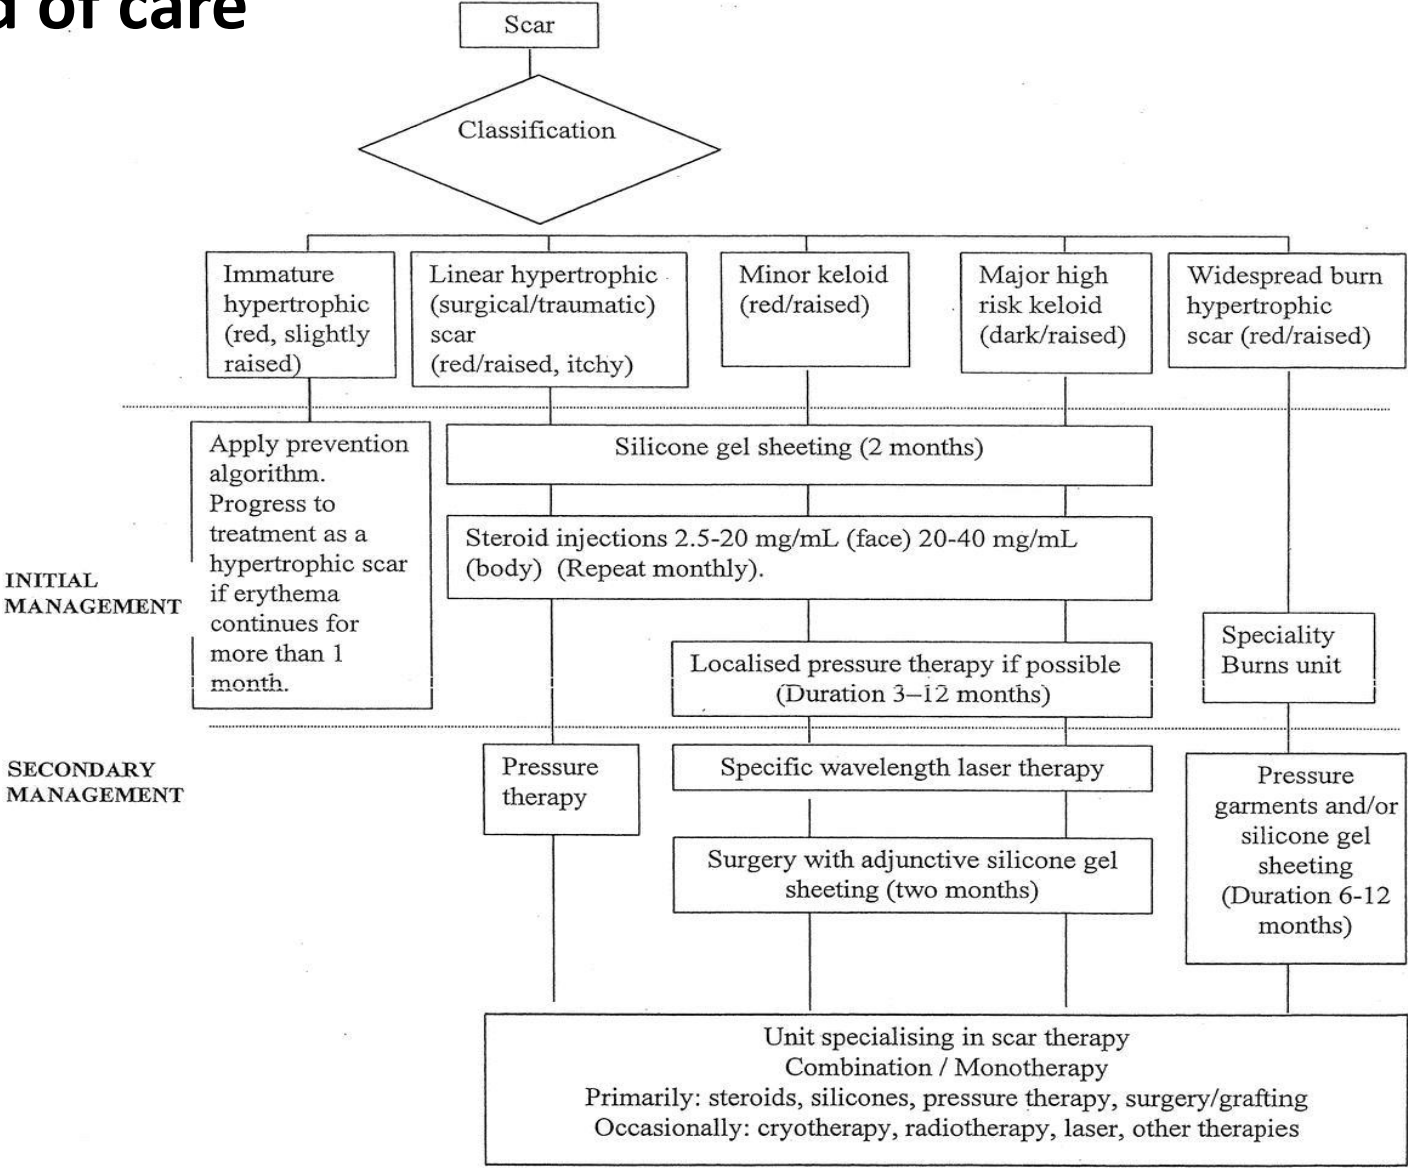 d of care
Scar
Classification
Immature
hypertrophic
(red, slightly
raised)
Linear hypertrophic
(surgical/traumatic)
scar
(red/raised, itchy)
Minor keloid
(red/raised)
Major high
risk keloid
(dark/raised)
Widespread burn
hypertrophic
scar (red/raised)
INITIAL
MANAGEMENT
Apply prevention
algorithm.
Progress to
treatment as a
hypertrophic scar
if erythema
continues for
more than 1
month.
Silicone gel sheeting (2 months)
Steroid injections 2.5-20 mg/mL (face) 20-40 mg/mL
(body) (Repeat monthly).
Localised pressure therapy if possible
(Duration 3–12 months)
Speciality
Burns unit
SECONDARY
MANAGEMENT
Pressure
therapy
Specific wavelength laser therapy
Surgery with adjunctive silicone gel
sheeting (two months)
Pressure
garments and/or
silicone gel
sheeting
(Duration 6-12
months)
Unit specialising in scar therapy
Combination / Monotherapy
Primarily: steroids, silicones, pressure therapy, surgery/grafting
Occasionally: cryotherapy, radiotherapy, laser, other therapies